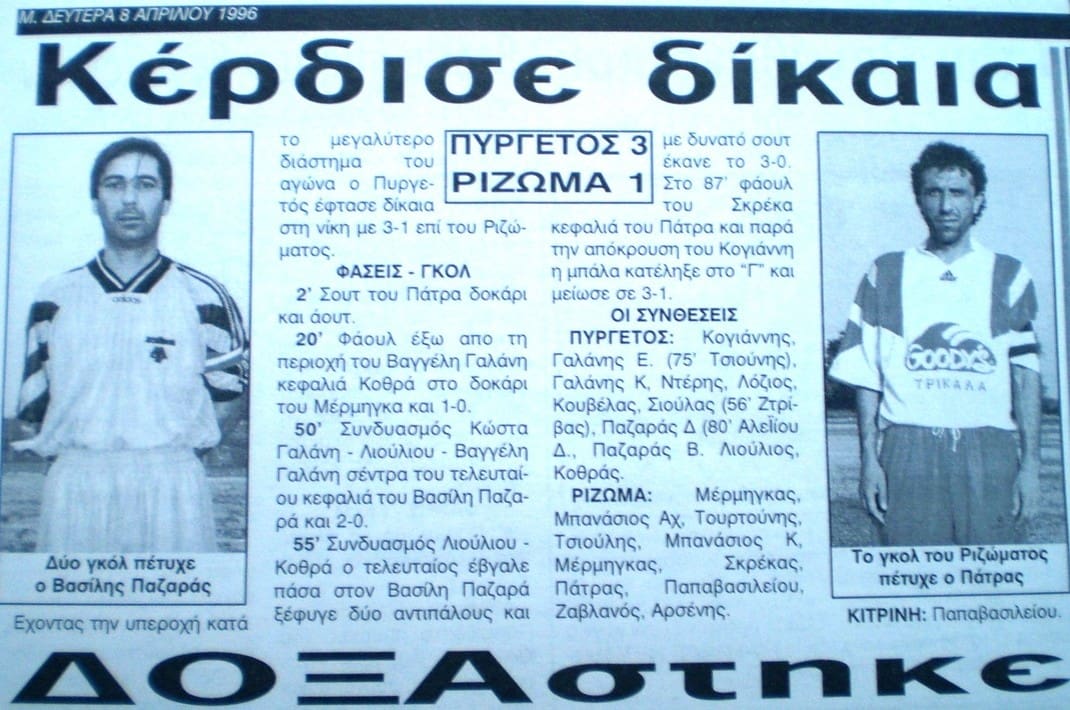 Μ. ΔΕΥΤΕΡΑ 8 ΑΠΡΙΛΙΟΥ 1996
Κέρδισε δίκαια
adidas
Δύο γκόλ πέτυχε
ο Βασίλης Παζαράς
Εχοντας την υπεροχή κατά
το μεγαλύτερο
διάστημα του
αγώνα ο Πυργε-
τός έφτασε δίκαια
στη νίκη με 3-1 επί του Ριζώ-
ματος.
ΦΑΣΕΙΣ - ΓΚΟΛ
2' Σουτ του Πάτρα δοκάρι
και άουτ.
20' Φάουλ έξω απο τη
περιοχή του Βαγγέλη Γαλάνη
κεφαλιά Κοθρά στο δοκάρι
του Μέρμηγκα και 1-0.
50' Συνδυασμός Κώστα
Γαλάνη - Λιούλιου - Βαγγέλη
Γαλάνη σέντρα του τελευταί-
ου κεφαλιά του Βασίλη Παζα-
ρά και 2-0.
55' Συνδυασμός Λιούλιου -
Κοθρά ο τελευταίος έβγαλε
πάσα στον Βασίλη Παζαρά
ξέφυγε δύο αντιπάλους και
ΠΥΡΓΕΤΟΣ 3
ΡΙΖΩΜΑ 1
με δυνατό σουτ
έκανε το 3-0.
Στο 87' φάουλ
του Σκρέκα
κεφαλιά του Πάτρα και παρά
την απόκρουση του Κογιάννη
η μπάλα κατέληξε στο "Γ" και
μείωσε σε 3-1.
ΟΙ ΣΥΝΘΕΣΕΙΣ
ΠΥΡΓΕΤΟΣ: Κογιάννης,
Γαλάνης Ε. (75' Τσιούνης),
Γαλάνης Κ, Ντέρης, Λόζιος,
Κουβέλας, Σιούλας (56' Ζτρί-
βας), Παζαράς Δ (80' Αλεξίου
Δ., Παζαράς Β. Λιούλιος,
Κοθράς.
ΡΙΖΩΜΑ: Μέρμηγκας,
Μπανάσιος Αχ, Τουρτούνης,
Τσιούλης, Μπανάσιος Κ,
Μέρμηγκας, Σκρέκας,
Πάτρας, Παπαβασιλείου,
Ζαβλανός, Αρσένης.
GOODY'S
ΤΡΙΚΑΛΑ
Το γκολ του Ριζώματος
πέτυχε ο Πάτρας
ΚΙΤΡΙΝΗ: Παπαβασιλείου.
ΔΟΞΑστηκε